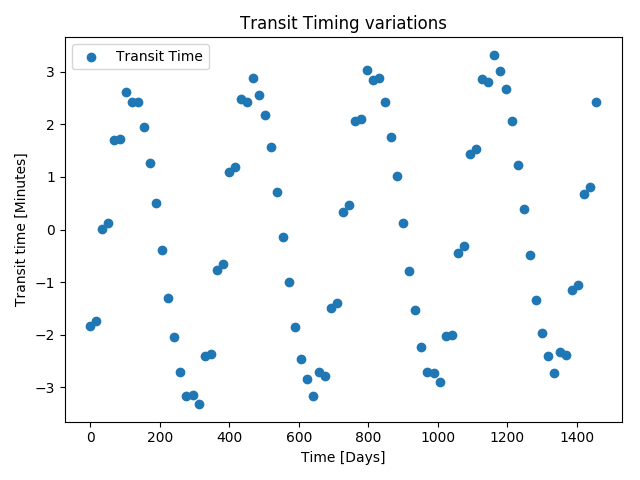 Transit Timing variations
Transit Time
Transit time [Minutes]
3
2
1
0
−1
−2
−3
0 200 400 600 800 1000 1200 1400
Time [Days]